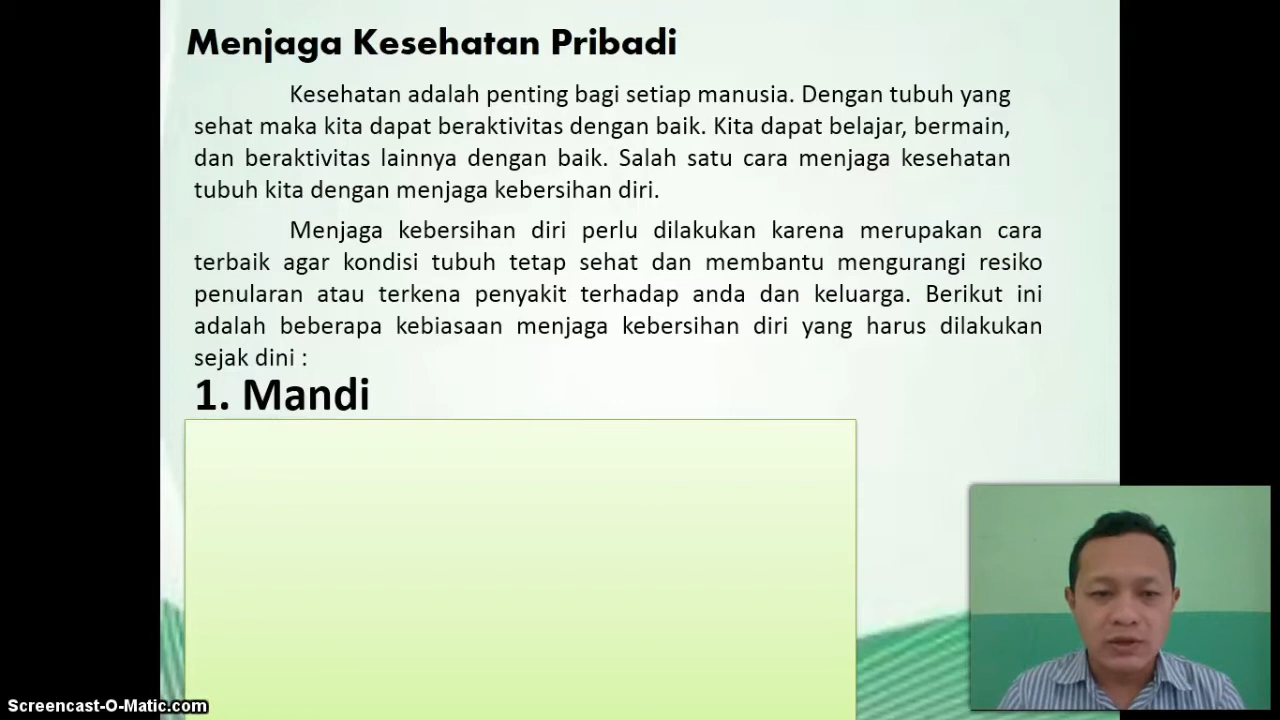 Menjaga Kesehatan Pribadi
Kesehatan adalah penting bagi setiap manusia. Dengan tubuh yang
sehat maka kita dapat beraktivitas dengan baik. Kita dapat belajar, bermain,
dan beraktivitas lainnya dengan baik. Salah satu cara menjaga kesehatan
tubuh kita dengan menjaga kebersihan diri.
Menjaga kebersihan diri perlu dilakukan karena merupakan cara
terbaik agar kondisi tubuh tetap sehat dan membantu mengurangi resiko
penularan atau terkena penyakit terhadap anda dan keluarga. Berikut ini
adalah beberapa kebiasaan menjaga kebersihan diri yang harus dilakukan
sejak dini :
1. Mandi
Screencast-O-Matic.com